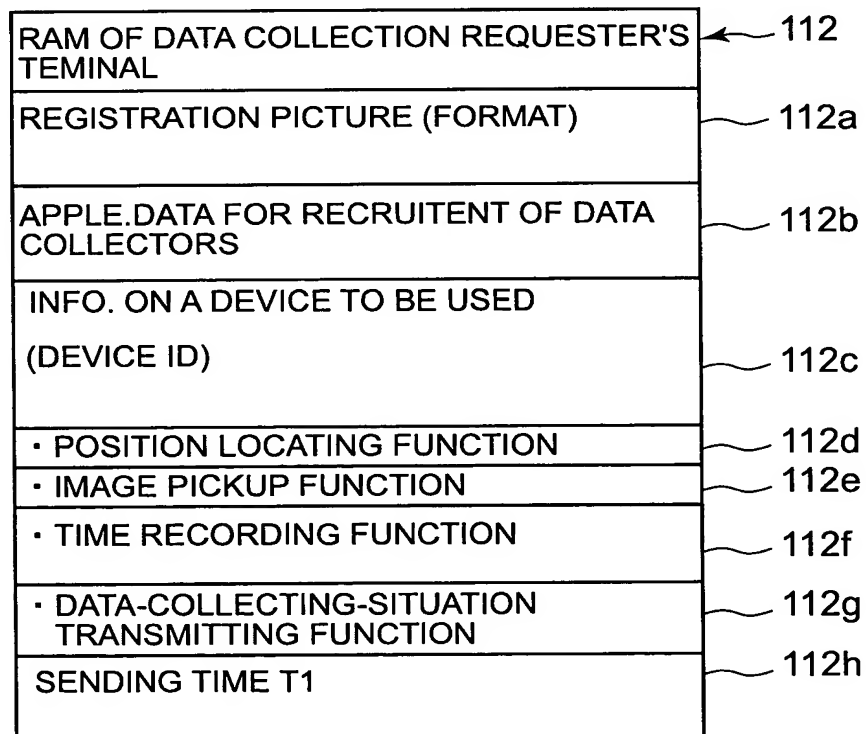 RAM OF DATA COLLECTION REQUESTER'S
TEMINAL
112
REGISTRATION PICTURE (FORMAT)
112a
APPLE.DATA FOR RECRUITENT OF DATA
COLLECTORS
112b
INFO. ON A DEVICE TO BE USED
(DEVICE ID)
112c
· POSITION LOCATING FUNCTION
112d
· IMAGE PICKUP FUNCTION
112e
· TIME RECORDING FUNCTION
112f
· DATA-COLLECTING-SITUATION
TRANSMITTING FUNCTION
112g
SENDING TIME T1
112h